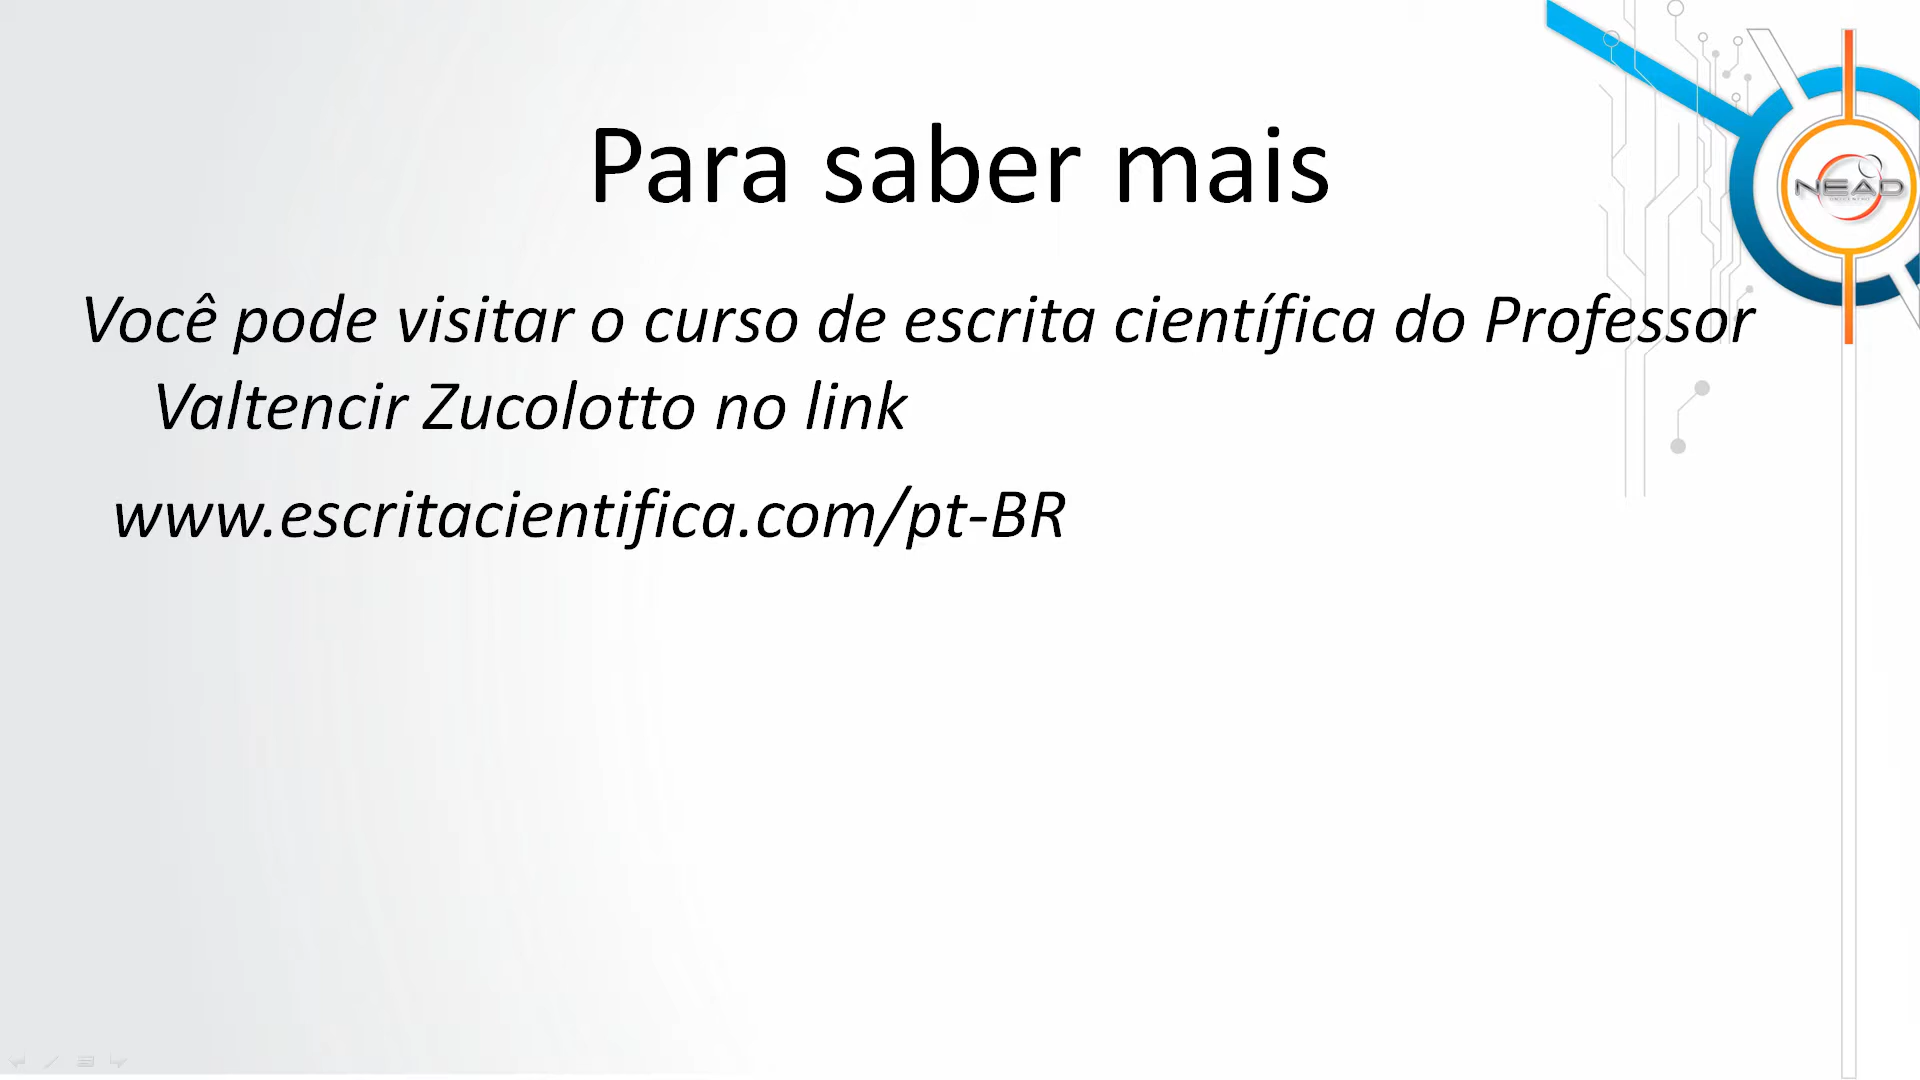 Para saber mais
NEAD
Você pode visitar o curso de escrita científica do Professor
Valtencir Zucolotto no link
www.escritacientifica.com/pt-BR